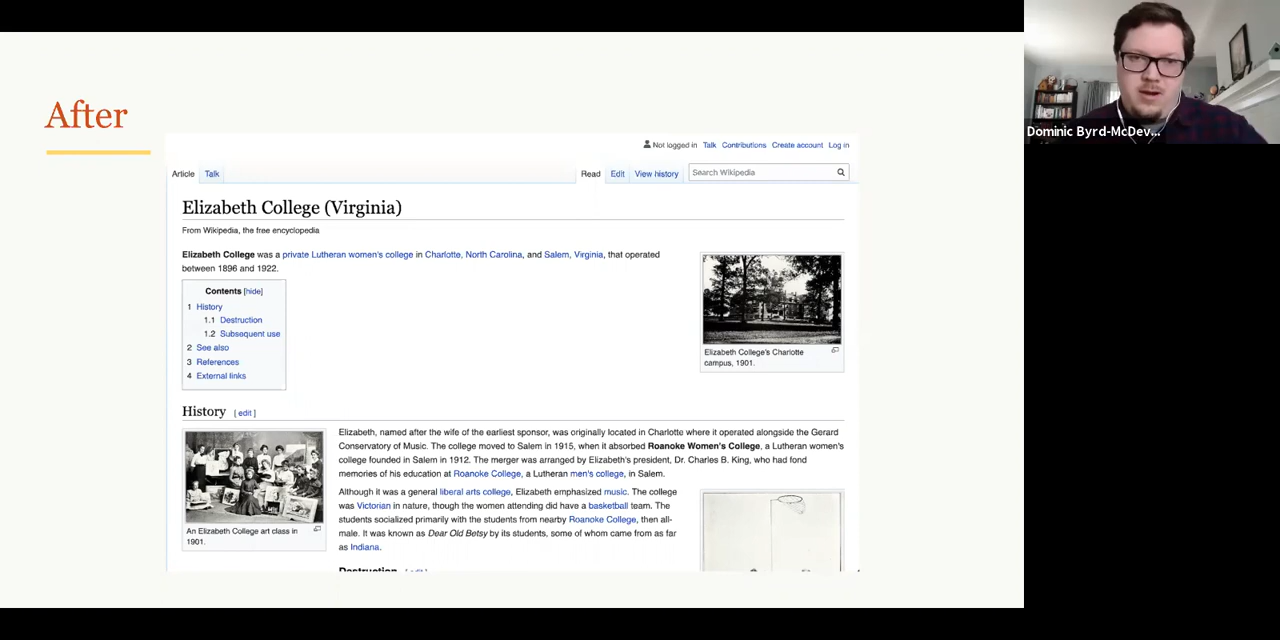 After
Not logged in Talk Contributions Create account Log in
Article Talk Read Edit View history Search Wikipedia
Elizabeth College (Virginia)
From Wikipedia, the free encyclopedia
Elizabeth College was a private Lutheran women's college in Charlotte, North Carolina, and Salem, Virginia, that operated
between 1896 and 1922.
Contents [hide]
1 History
1.1 Destruction
1.2 Subsequent use
2 See also
3 References
4 External links
Elizabeth College's Charlotte
campus, 1901.
History [ edit ]
An Elizabeth College art class in
1901.
Elizabeth, named after the wife of the earliest sponsor, was originally located in Charlotte where it operated alongside the Gerard
Conservatory of Music. The college moved to Salem in 1915, when it absorbed Roanoke Women's College, a Lutheran women's
college founded in Salem in 1912. The merger was arranged by Elizabeth's president, Dr. Charles B. King, who had fond
memories of his education at Roanoke College, a Lutheran men's college, in Salem.
Although it was a general liberal arts college, Elizabeth emphasized music. The college
was Victorian in nature, though the women attending did have a basketball team. The
students socialized primarily with the students from nearby Roanoke College, then all-
male. It was known as Dear Old Betsy by its students, some of whom came from as far
as Indiana.
Destruction [ edit ]
Dominic Byrd-McDev...